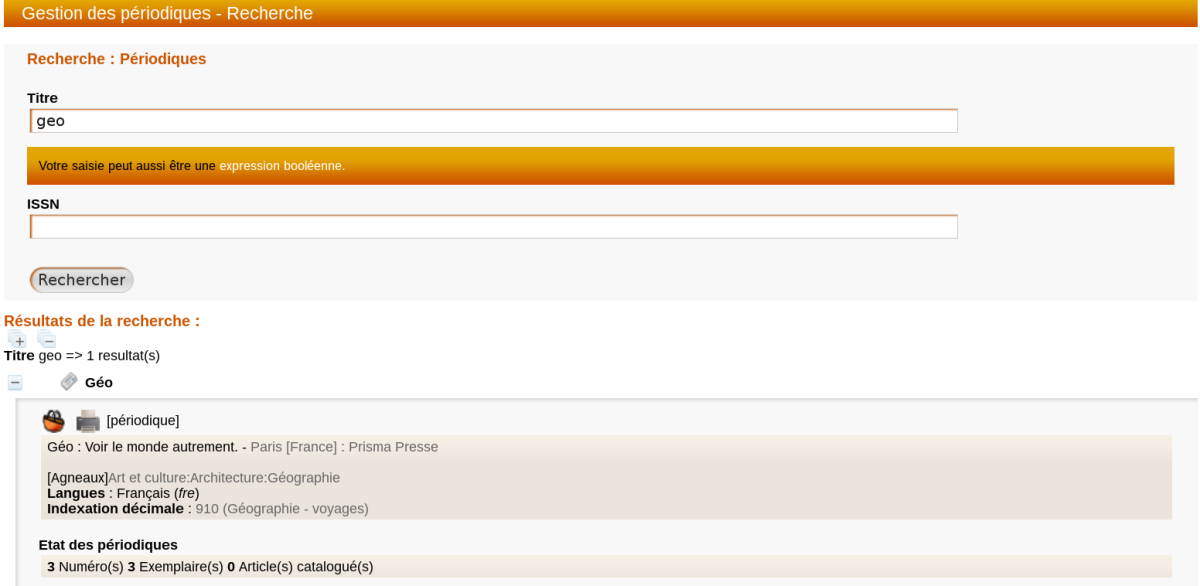 Gestion des périodiques - Recherche
Recherche : Périodiques
Titre
geo
Votre saisie peut aussi être une expression booléenne.
ISSN
Rechercher
Résultats de la recherche :
Titre geo => 1 resultat(s)
Géo
[périodique]
Géo : Voir le monde autrement. - Paris [France] : Prisma Presse
[Agneaux]Art et culture:Architecture:Géographie
Langues : Français (fre)
Indexation décimale : 910 (Géographie - voyages)
Etat des périodiques
3 Numéro(s) 3 Exemplaire(s) 0 Article(s) catalogué(s)